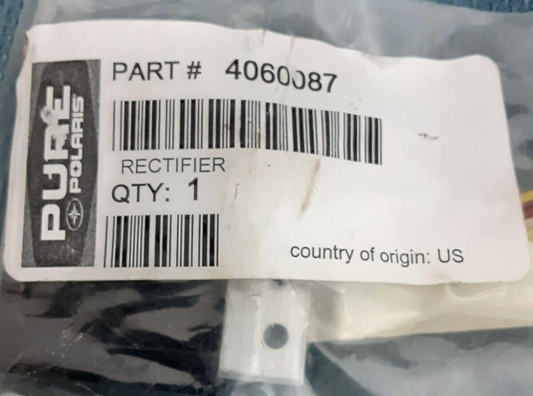 PURE
POLARIS
PART # 4060087
RECTIFIER
QTY: 1
country of origin: US